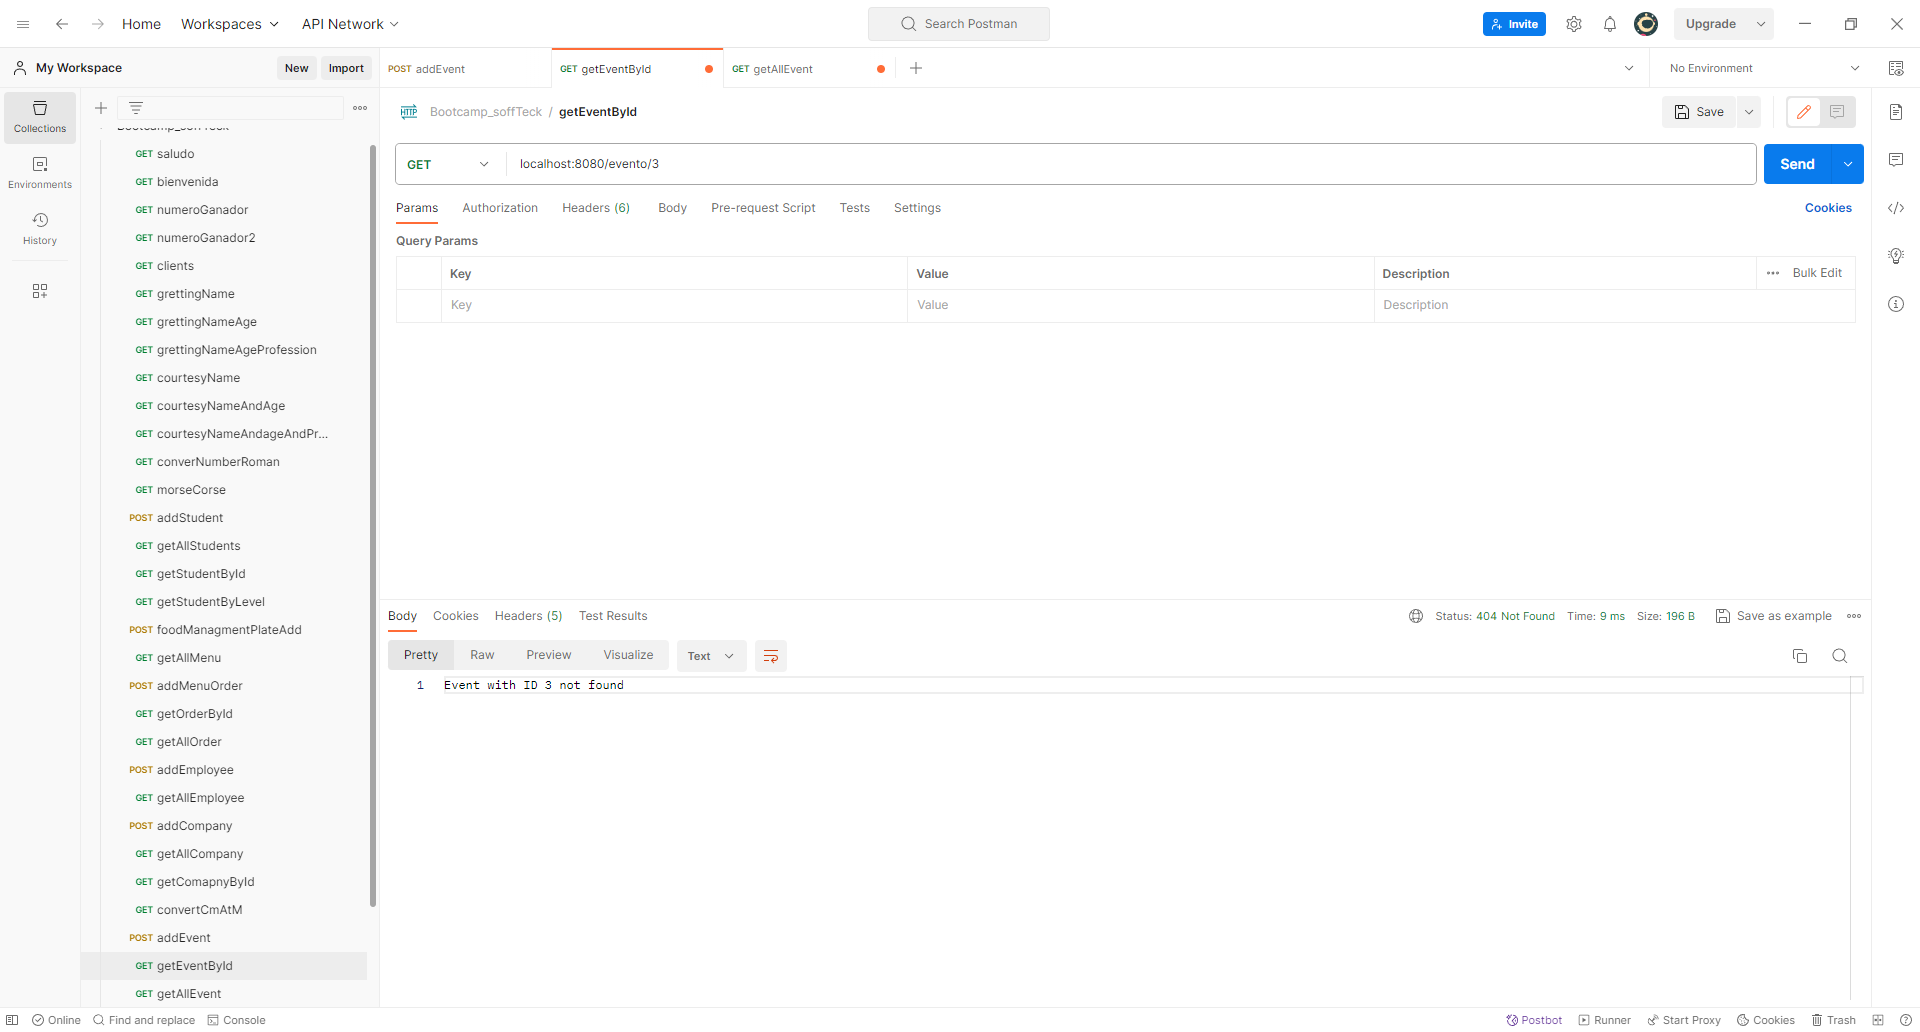 Home Workspaces API Network Search Postman Invite Upgrade
My Workspace New Import POST addEvent GET getEventById GET getAllEvent No Environment
Collections
Environments
History
Bootcamp_soffTeck
GET saludo
GET bienvenida
GET numeroGanador
GET numeroGanador2
GET clients
GET grettingName
GET grettingNameAge
GET grettingNameAgeProfession
GET courtesyName
GET courtesyNameAndAge
GET courtesyNameAndageAndPr...
GET converNumberRoman
GET morseCorse
POST addStudent
GET getAllStudents
GET getStudentById
GET getStudentByLevel
POST foodManagmentPlateAdd
GET getAllMenu
POST addMenuOrder
GET getOrderById
GET getAllOrder
POST addEmployee
GET getAllEmployee
POST addCompany
GET getAllCompany
GET getComapnyById
GET convertCmAtM
POST addEvent
GET getEventById
GET getAllEvent
HTTP Bootcamp_soffTeck / getEventById Save
GET localhost:8080/evento/3 Send
Params Authorization Headers (6) Body Pre-request Script Tests Settings Cookies
Query Params
Key Value Description Bulk Edit
Key Value Description
Body Cookies Headers (5) Test Results Status: 404 Not Found Time: 9 ms Size: 196 B Save as example
Pretty Raw Preview Visualize Text
1 Event with ID 3 not found
Online Find and replace Console Postbot Runner Start Proxy Cookies Trash